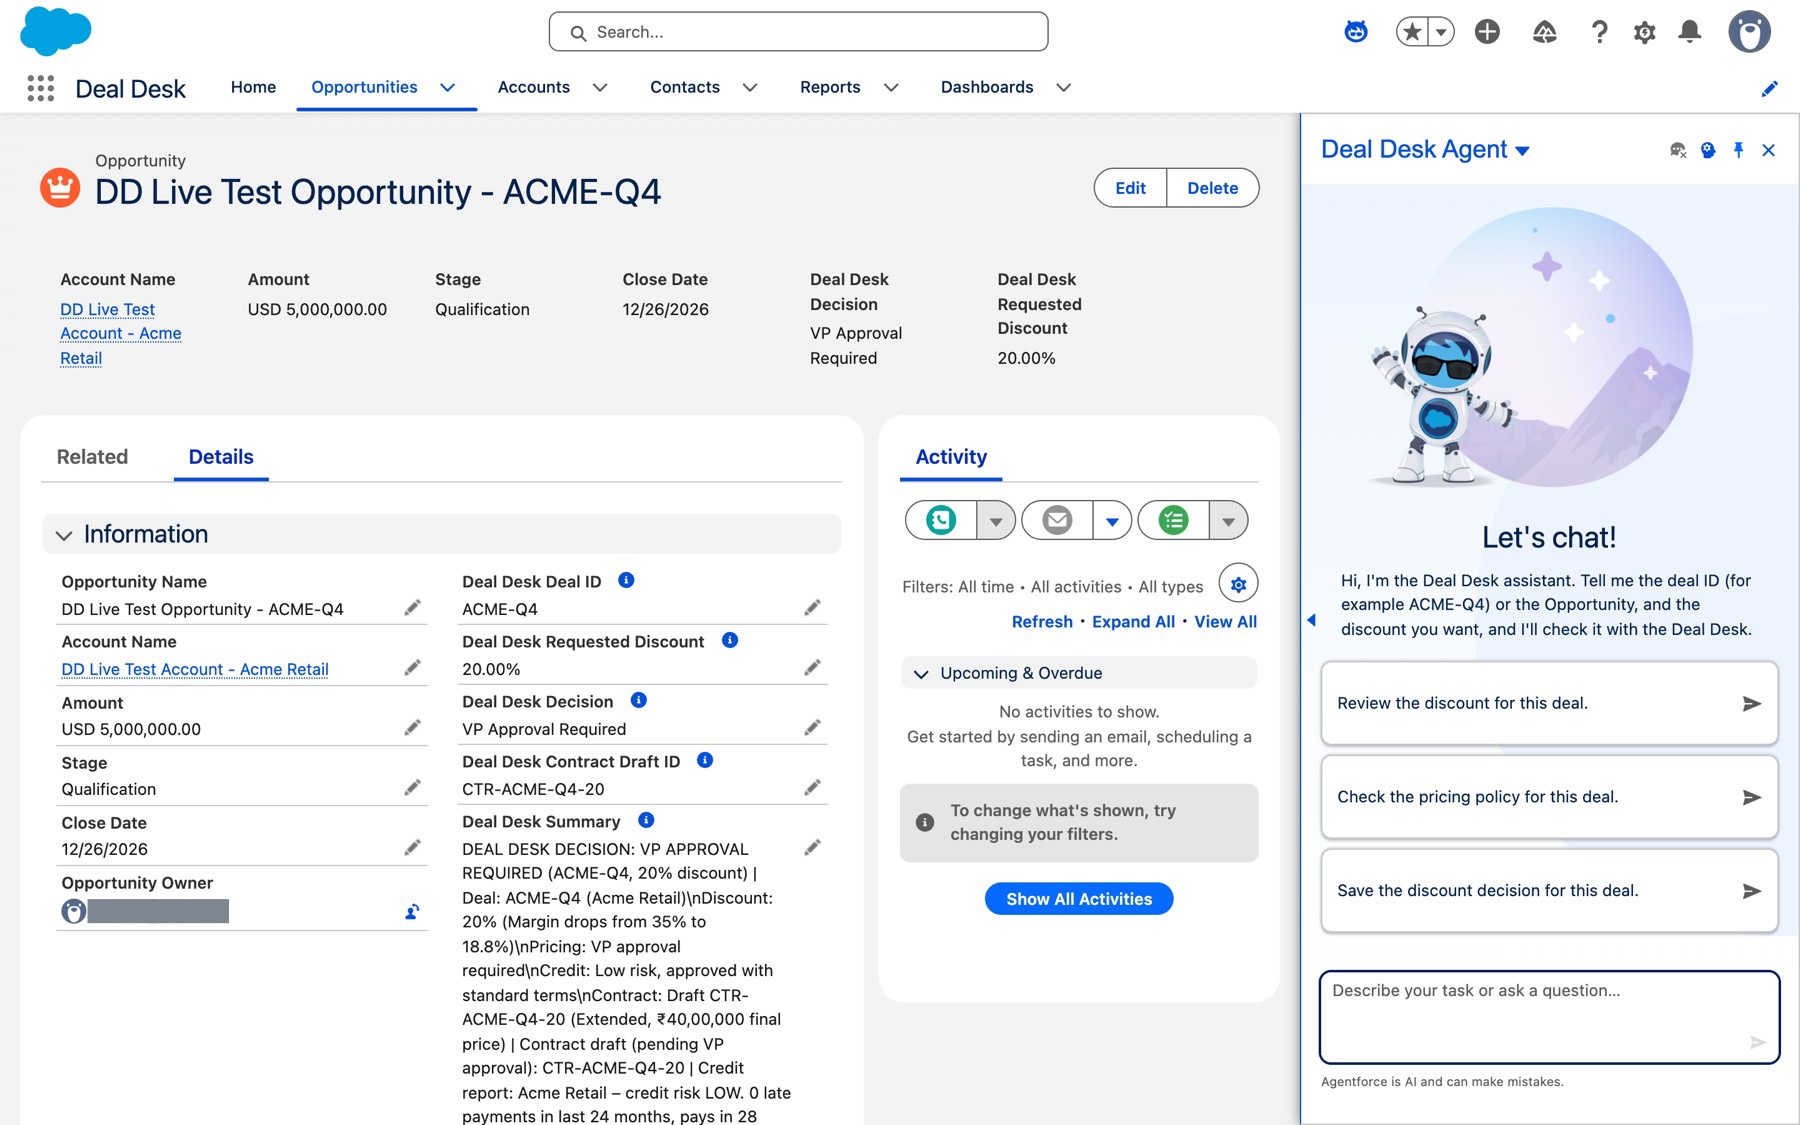 Search...
Deal Desk
Home
Opportunities
Accounts
Contacts
Reports
Dashboards
Opportunity
DD Live Test Opportunity - ACME-Q4
Edit
Delete
Account Name
DD Live Test
Account - Acme
Retail
Amount
USD 5,000,000.00
Stage
Qualification
Close Date
12/26/2026
Deal Desk
Decision
VP Approval
Required
Deal Desk
Requested
Discount
20.00%
Related
Details
Information
Opportunity Name
DD Live Test Opportunity - ACME-Q4
Account Name
DD Live Test Account - Acme Retail
Amount
USD 5,000,000.00
Stage
Qualification
Close Date
12/26/2026
Opportunity Owner
Deal Desk Deal ID
ACME-Q4
Deal Desk Requested Discount
20.00%
Deal Desk Decision
VP Approval Required
Deal Desk Contract Draft ID
CTR-ACME-Q4-20
Deal Desk Summary
DEAL DESK DECISION: VP APPROVAL
REQUIRED (ACME-Q4, 20% discount) |
Deal: ACME-Q4 (Acme Retail)\nDiscount:
20% (Margin drops from 35% to
18.8%)\nPricing: VP approval
required\nCredit: Low risk, approved with
standard terms\nContract: Draft CTR-
ACME-Q4-20 (Extended, ₹40,00,000 final
price) | Contract draft (pending VP
approval): CTR-ACME-Q4-20 | Credit
report: Acme Retail – credit risk LOW. 0 late
payments in last 24 months, pays in 28
Activity
Filters: All time • All activities • All types
Refresh • Expand All • View All
Upcoming & Overdue
No activities to show.
Get started by sending an email, scheduling a
task, and more.
To change what's shown, try
changing your filters.
Show All Activities
Deal Desk Agent
Let's chat!
Hi, I'm the Deal Desk assistant. Tell me the deal ID (for
example ACME-Q4) or the Opportunity, and the
discount you want, and I'll check it with the Deal Desk.
Review the discount for this deal.
Check the pricing policy for this deal.
Save the discount decision for this deal.
Describe your task or ask a question...
Agentforce is AI and can make mistakes.